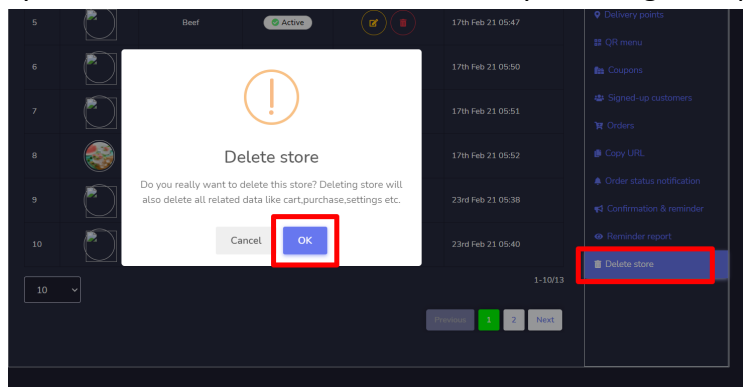 5 Beef Active 17th Feb 21 05:47
6 17th Feb 21 05:50
7 17th Feb 21 05:51
8 17th Feb 21 05:52
9 23rd Feb 21 05:38
10 23rd Feb 21 05:40
Delete store
Do you really want to delete this store? Deleting store will
also delete all related data like cart,purchase,settings etc.
Cancel OK
10
1-10/13
Previous 1 2 Next
Delivery points
QR menu
Coupons
Signed-up customers
Orders
Copy URL
Order status notification
Confirmation & reminder
Reminder report
Delete store